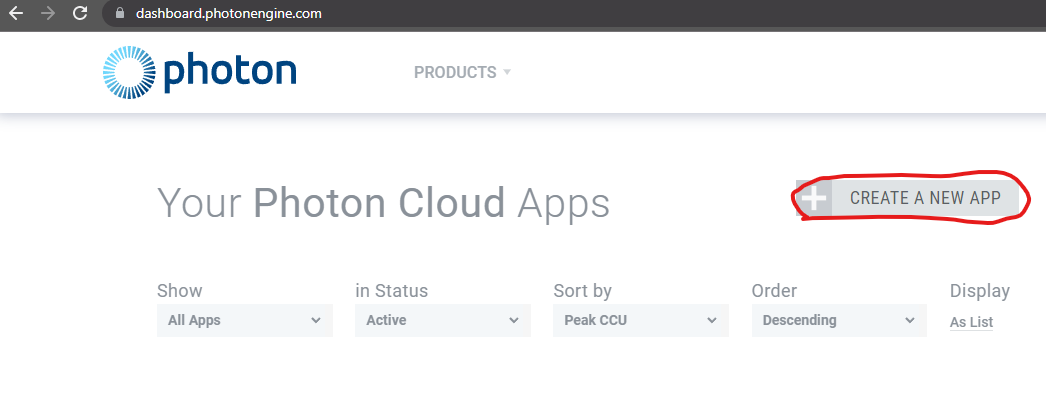 dashboard.photonengine.com
photon
PRODUCTS
Your Photon Cloud Apps
CREATE A NEW APP
Show in Status Sort by Order Display
All Apps Active Peak CCU Descending As List